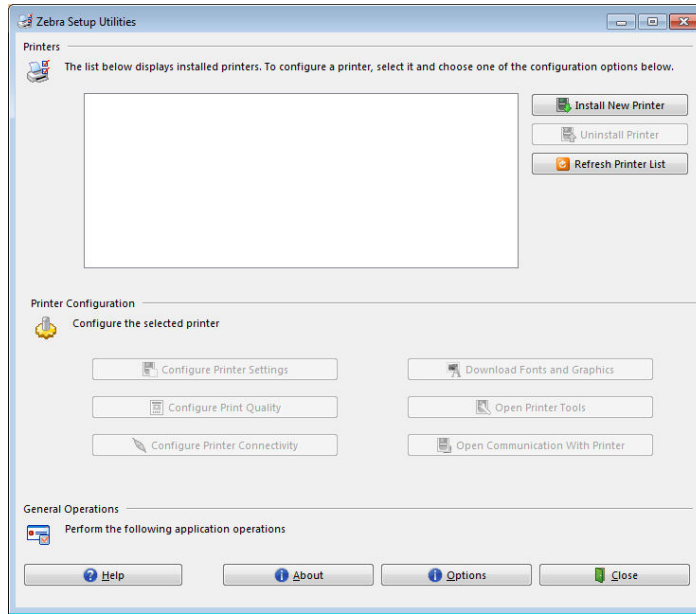 Zebra Setup Utilities
Printers
The list below displays installed printers. To configure a printer, select it and choose one of the configuration options below.
Install New Printer
Uninstall Printer
Refresh Printer List
Printer Configuration
Configure the selected printer
Configure Printer Settings
Download Fonts and Graphics
Configure Print Quality
Open Printer Tools
Configure Printer Connectivity
Open Communication With Printer
General Operations
Perform the following application operations
Help
About
Options
Close